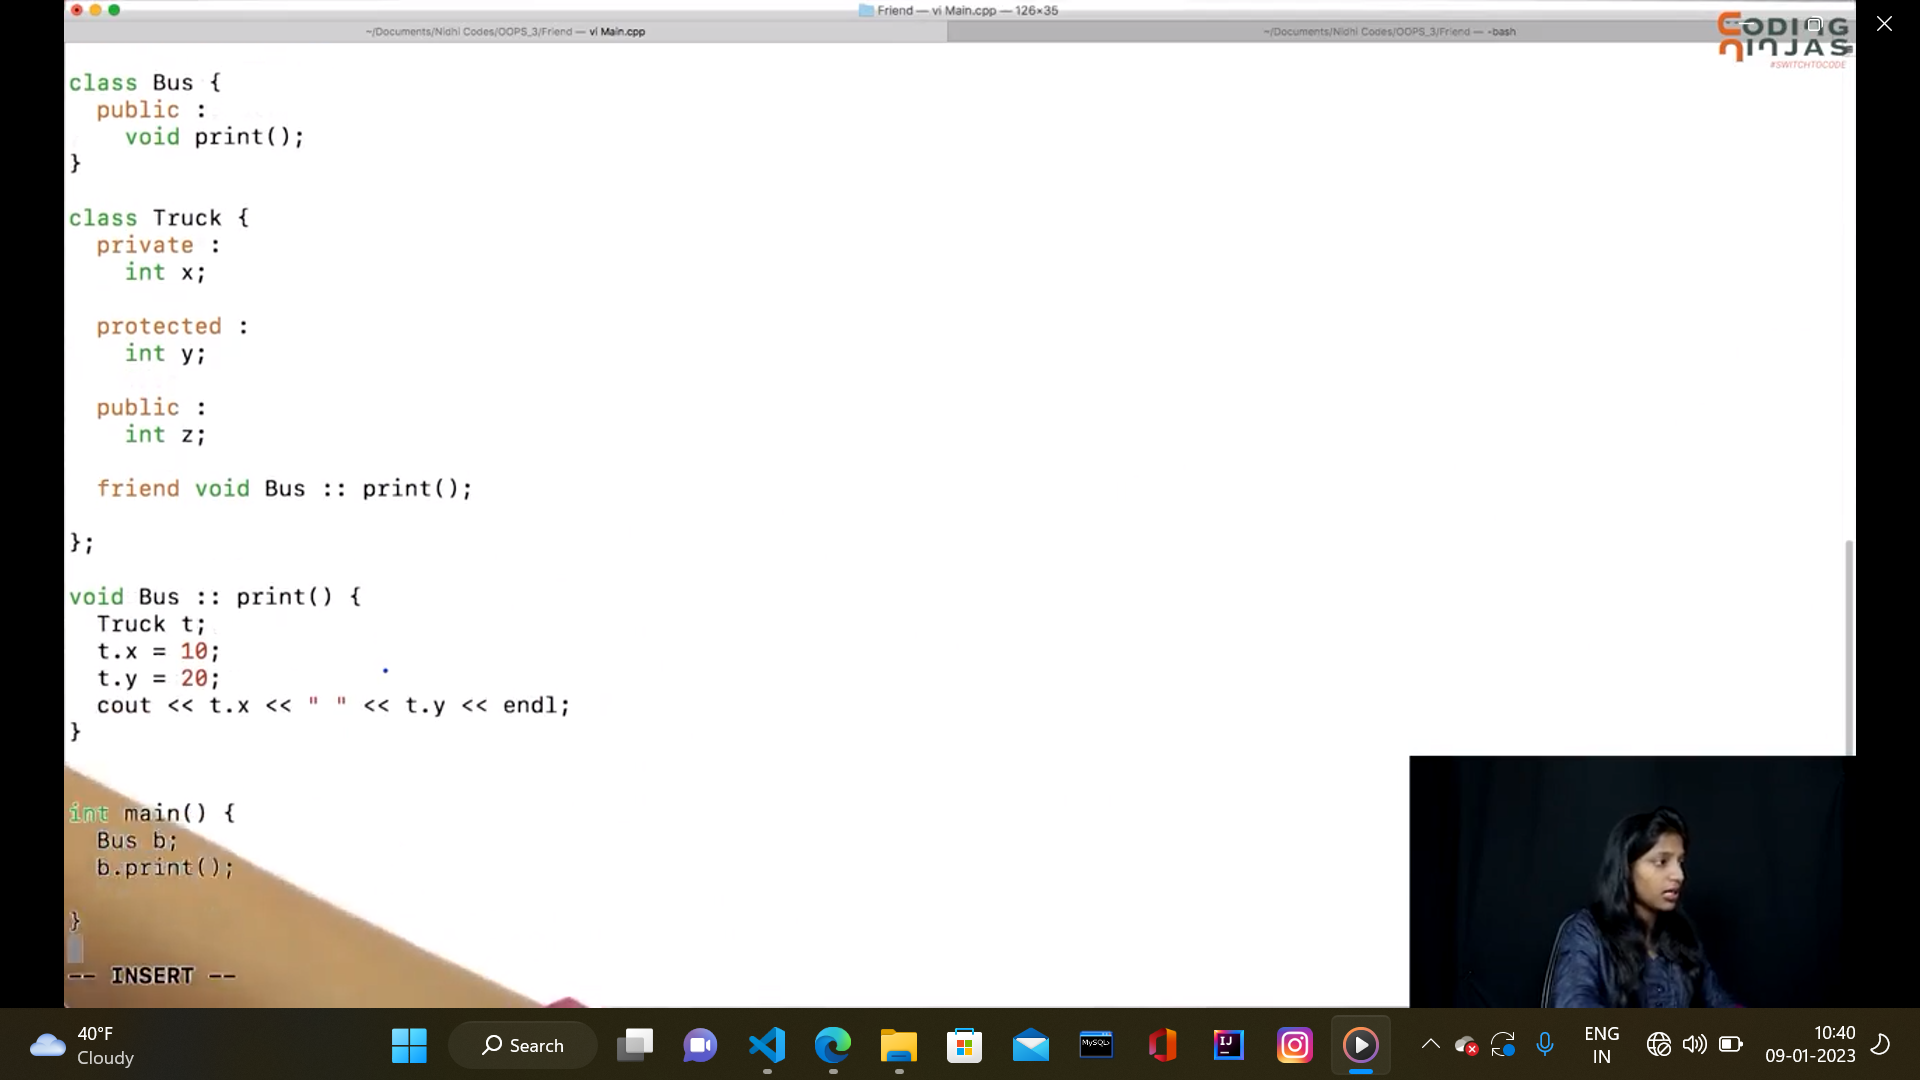 Friend — vi Main.cpp — 126×35
~/Documents/Nidhi Codes/OOPS_3/Friend — vi Main.cpp
~/Documents/Nidhi Codes/OOPS_3/Friend — -bash
CODING
NINJAS
#SWITCHTOCODE
class Bus {
public :
void print();
}
class Truck {
private :
int x;
protected :
int y;
public :
int z;
friend void Bus :: print();
};
void Bus :: print() {
Truck t;
t.x = 10;
t.y = 20;
cout << t.x << " " << t.y << endl;
}
int main() {
Bus b;
b.print();
}
-- INSERT --
40°F
Cloudy
Search
MySQL
IJ
ENG
IN
10:40
09-01-2023